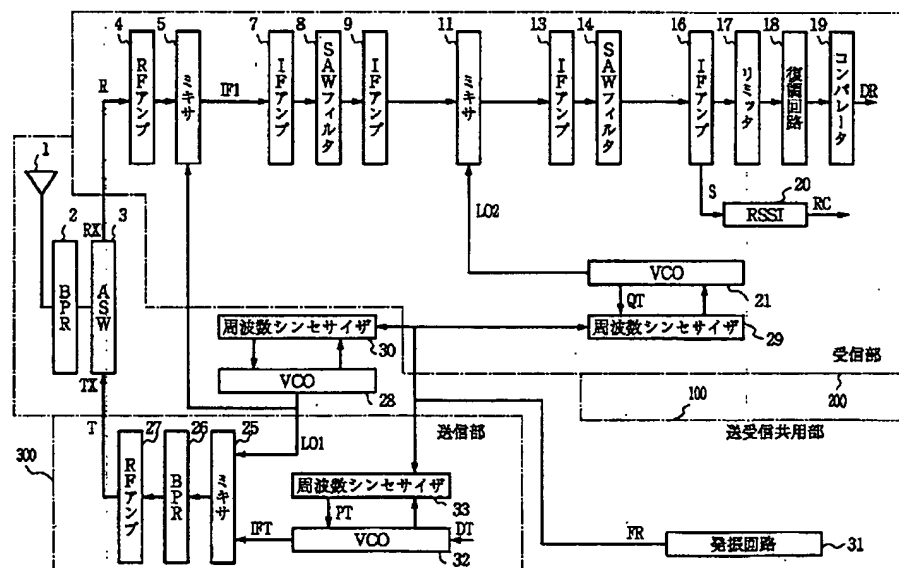 4
5
7
8
9
11
13
14
16
17
18
19
RFアンプ
ミキサ
IFアンプ
SAWフィルタ
IFアンプ
ミキサ
IFアンプ
SAWフィルタ
IFアンプ
リミッタ
復調回路
コンパレータ
R
IF1
DR
1
2
3
RX
BPR
ASW
TX
LO2
S
20
RSSI
RC
VCO
21
QT
周波数シンセサイザ
29
受信部
周波数シンセサイザ
30
VCO
28
100
200
送受信共用部
送信部
300
T
27
26
25
LO1
RFアンプ
BPR
ミキサ
周波数シンセサイザ
33
PT
IFT
VCO
32
DT
FR
発振回路
31